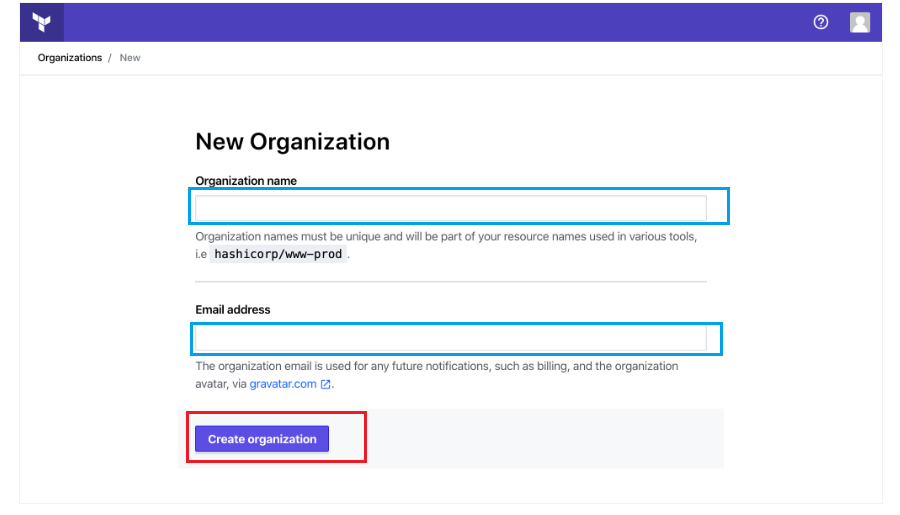 Organizations / New
New Organization
Organization name
Organization names must be unique and will be part of your resource names used in various tools,
i.e hashicorp/www-prod .
Email address
The organization email is used for any future notifications, such as billing, and the organization
avatar, via gravatar.com.
Create organization